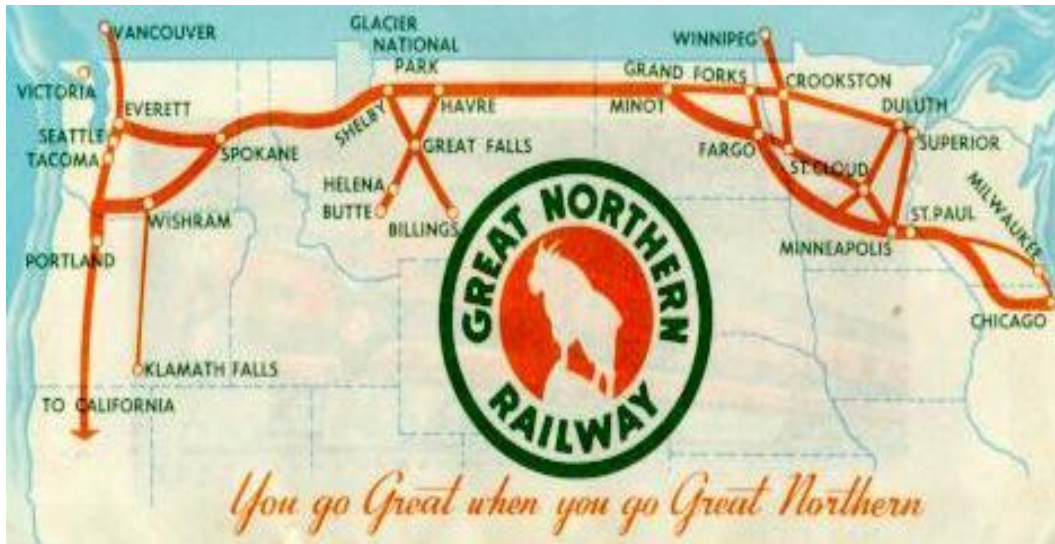 VANCOUVER
GLACIER
NATIONAL
PARK
WINNIPEG
VICTORIA
EVERETT
SEATTLE
TACOMA
SPOKANE
SHELBY
HAVRE
GREAT FALLS
HELENA
BUTTE
BILLINGS
GRAND FORKS
MINOT
CROOKSTON
DULUTH
SUPERIOR
FARGO
ST. CLOUD
WISHRAM
PORTLAND
ST. PAUL
MINNEAPOLIS
MILWAUKEE
CHICAGO
KLAMATH FALLS
TO CALIFORNIA
GREAT NORTHERN
RAILWAY
You go Great when you go Great Northern